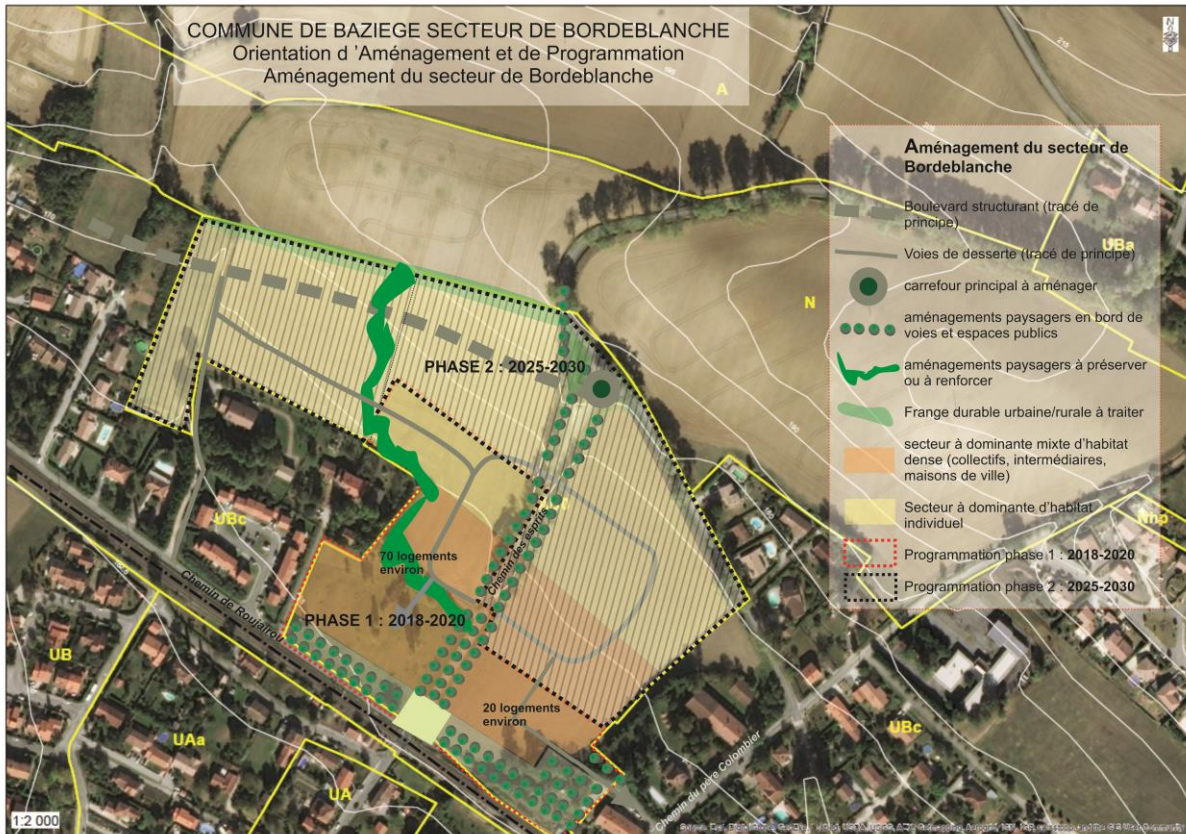 COMMUNE DE BAZIEGE SECTEUR DE BORDEBLANCHE
Orientation d 'Aménagement et de Programmation
Aménagement du secteur de Bordeblanche
N
210
A
Aménagement du secteur de
Bordeblanche
Boulevard structurant (tracé de
principe)
Voies de desserte (tracé de principe)
carrefour principal à aménager
aménagements paysagers en bord de
voies et espaces publics
aménagements paysagers à préserver
ou à renforcer
Frange durable urbaine/rurale à traiter
secteur à dominante mixte d'habitat
dense (collectifs, intermédiaires,
maisons de ville)
Secteur à dominante d'habitat
individuel
Programmation phase 1 : 2018-2020
Programmation phase 2 : 2025-2030
UBa
N
170
190
PHASE 2 : 2025-2030
UBc
Chemin des esprits
70 logements
environ
PHASE 1 : 2018-2020
20 logements
environ
Chemin de Roujairou
UB
UAa
UA
Chemin du père Colombier
UBc
1:2 000